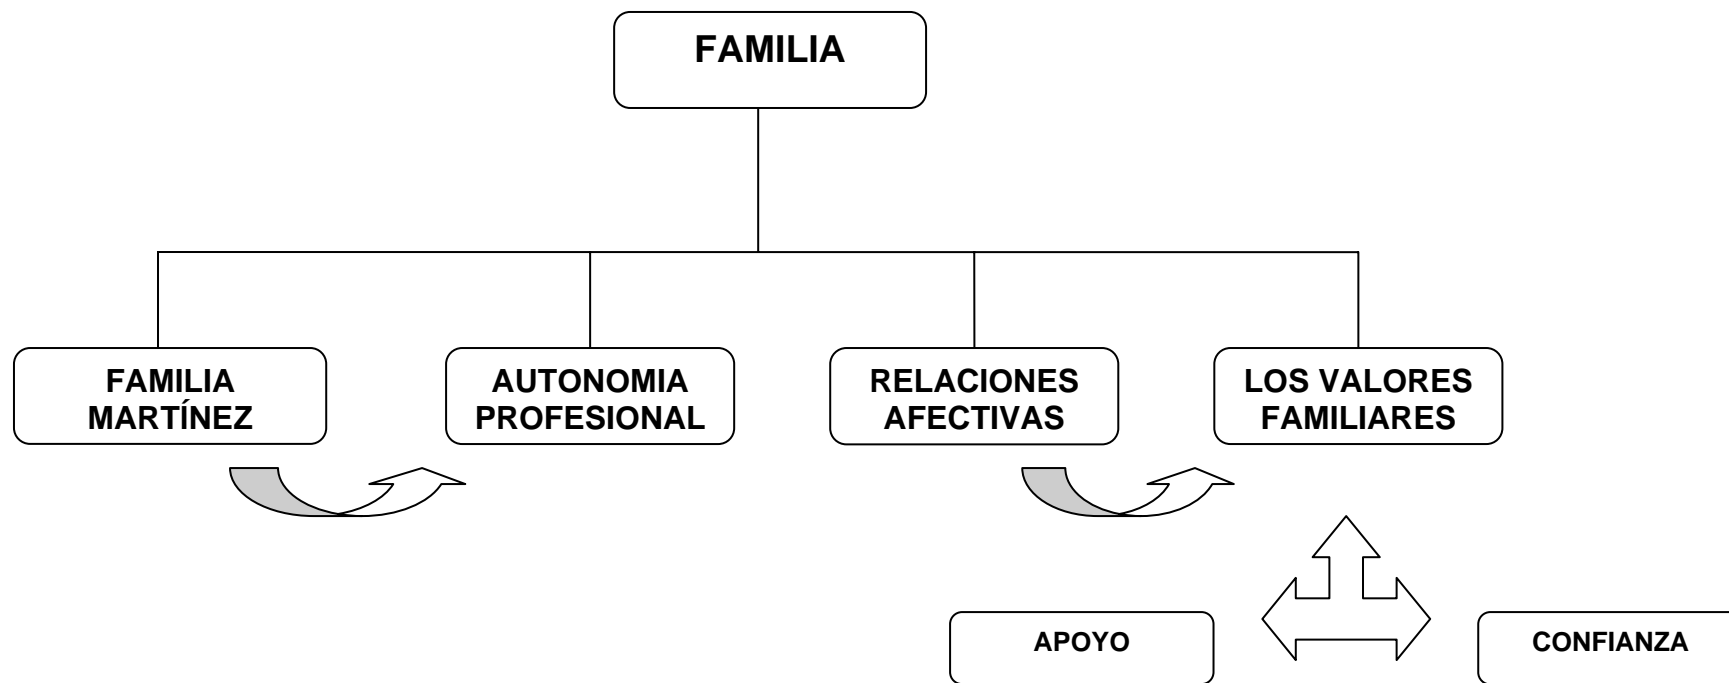 FAMILIA
FAMILIA
MARTÍNEZ
AUTONOMIA
PROFESIONAL
RELACIONES
AFECTIVAS
LOS VALORES
FAMILIARES
APOYO
CONFIANZA